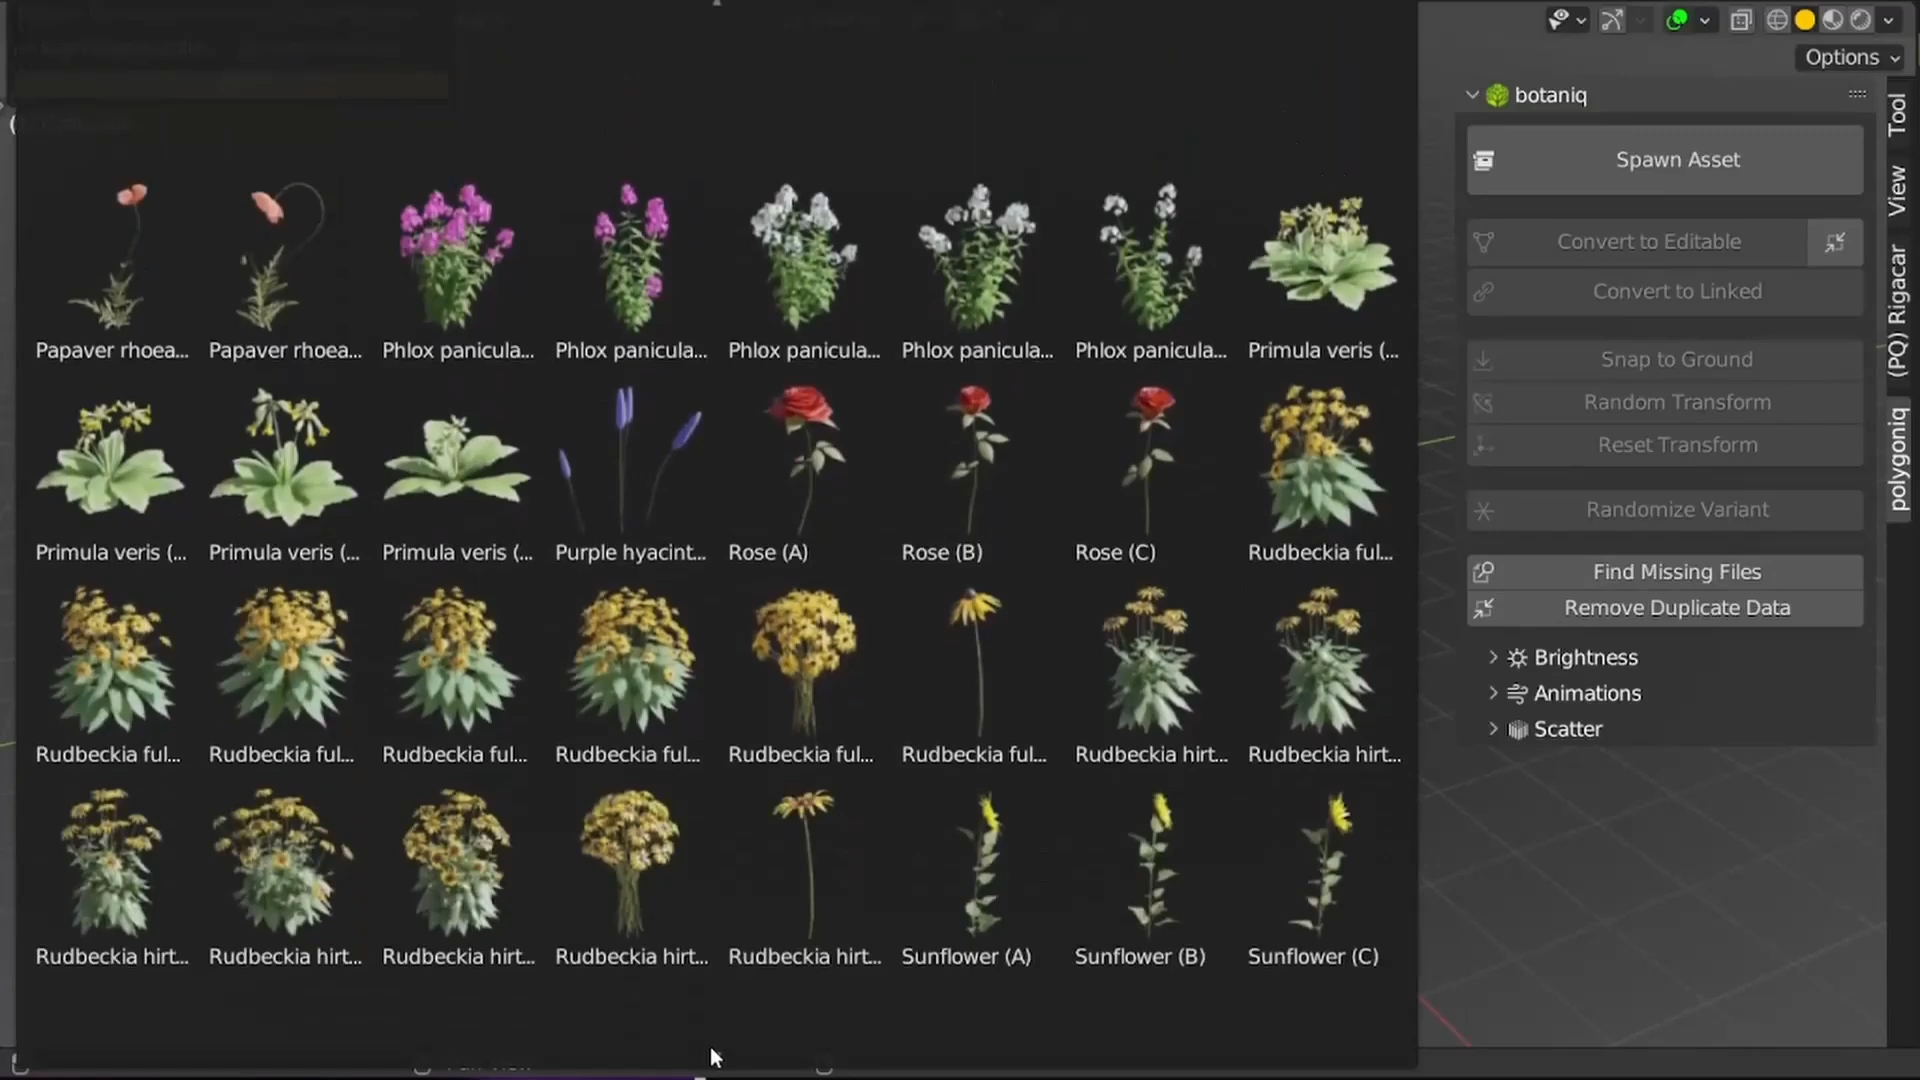 Options
botaniq
Tool
Spawn Asset
View
Convert to Editable
Convert to Linked
(PQ) Rigacar
Snap to Ground
Random Transform
Reset Transform
polygoniq
Randomize Variant
Find Missing Files
Remove Duplicate Data
Brightness
Animations
Scatter
Papaver rhoea... Papaver rhoea... Phlox panicula... Phlox panicula... Phlox panicula... Phlox panicula... Phlox panicula... Primula veris (...
Primula veris (... Primula veris (... Primula veris (... Purple hyacint... Rose (A) Rose (B) Rose (C) Rudbeckia ful...
Rudbeckia ful... Rudbeckia ful... Rudbeckia ful... Rudbeckia ful... Rudbeckia ful... Rudbeckia ful... Rudbeckia hirt... Rudbeckia hirt...
Rudbeckia hirt... Rudbeckia hirt... Rudbeckia hirt... Rudbeckia hirt... Rudbeckia hirt... Sunflower (A) Sunflower (B) Sunflower (C)